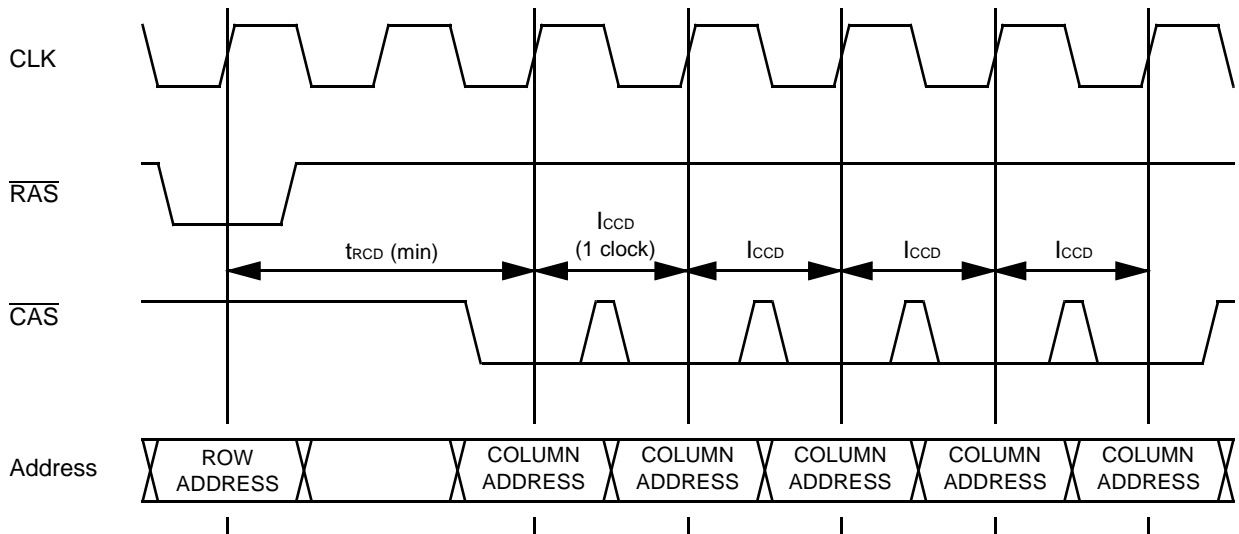 CLK
RAS
tRCD (min)
ICCD
(1 clock)
ICCD
ICCD
ICCD
CAS
Address
ROW
ADDRESS
COLUMN
ADDRESS
COLUMN
ADDRESS
COLUMN
ADDRESS
COLUMN
ADDRESS
COLUMN
ADDRESS